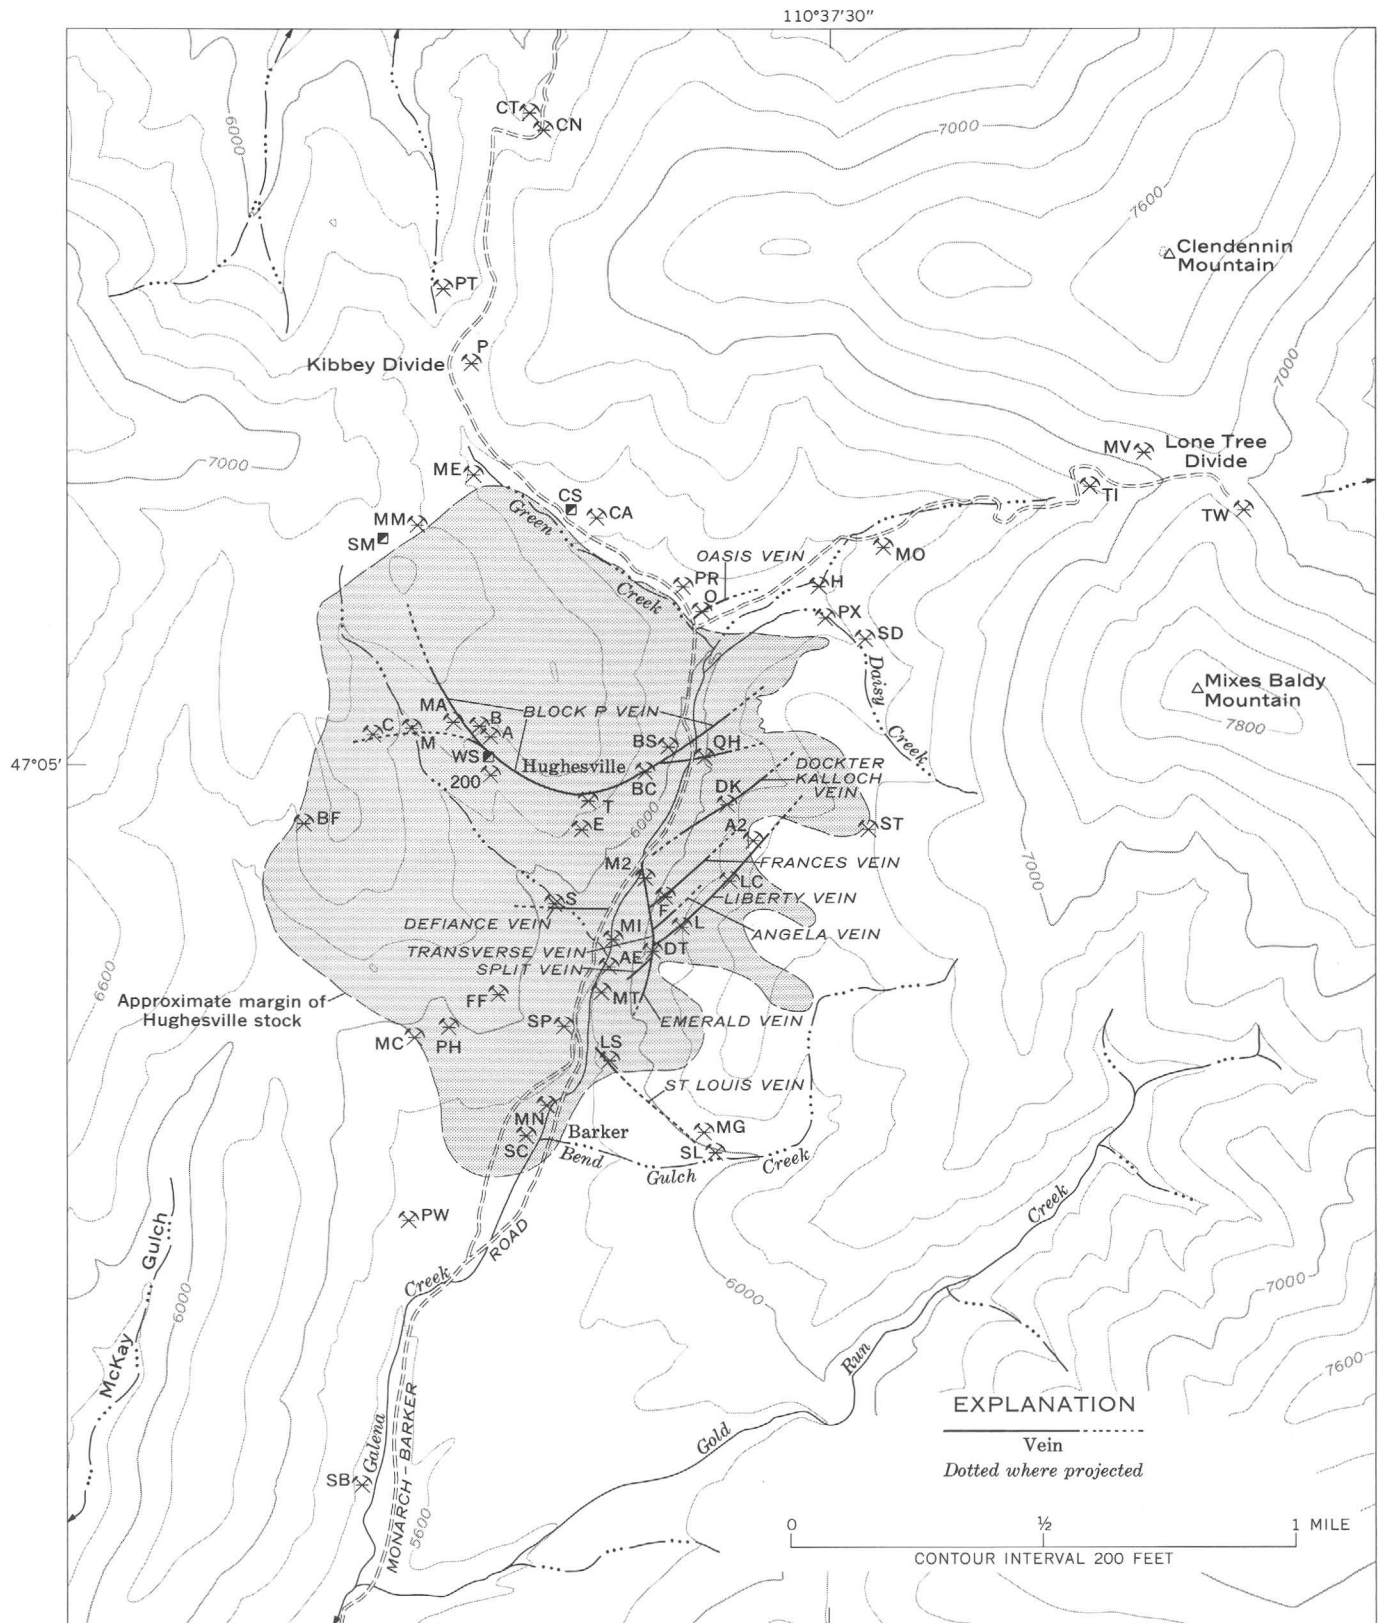 110°37'30"
CT
CN
6000
7000
7600
Clendennin
Mountain
PT
P
Kibbey Divide
7000
7000
ME
MV
Lone Tree
Divide
TI
TW
CS
CA
Green
Creek
MM
SM
MO
OASIS VEIN
PR
O
H
PX
SD
Daisy
Creek
Mixes Baldy
Mountain
7800
MA
B
A
C
M
BLOCK P VEIN
WS
200
Hughesville
BS
QH
BC
47°05'
DOCKTER
KALLOCH
VEIN
DK
T
E
6000
BF
A2
ST
M2
FRANCES VEIN
7000
LC
LIBERTY VEIN
F
S
DEFIANCE VEIN
MI
L
ANGELA VEIN
TRANSVERSE VEIN
DT
AE
SPLIT VEIN
6600
FF
MT
Approximate margin of
Hughesville stock
EMERALD VEIN
SP
MC
PH
LS
ST LOUIS VEIN
MN
Barker
MG
SC
Bend
Gulch
SL
Creek
PW
ROAD
Creek
McKay
Gulch
6000
6000
Creek
Run
Gold
7000
7600
Galena
MONARCH-BARKER
SB
5600
EXPLANATION
Vein
Dotted where projected
0 ½ 1 MILE
CONTOUR INTERVAL 200 FEET